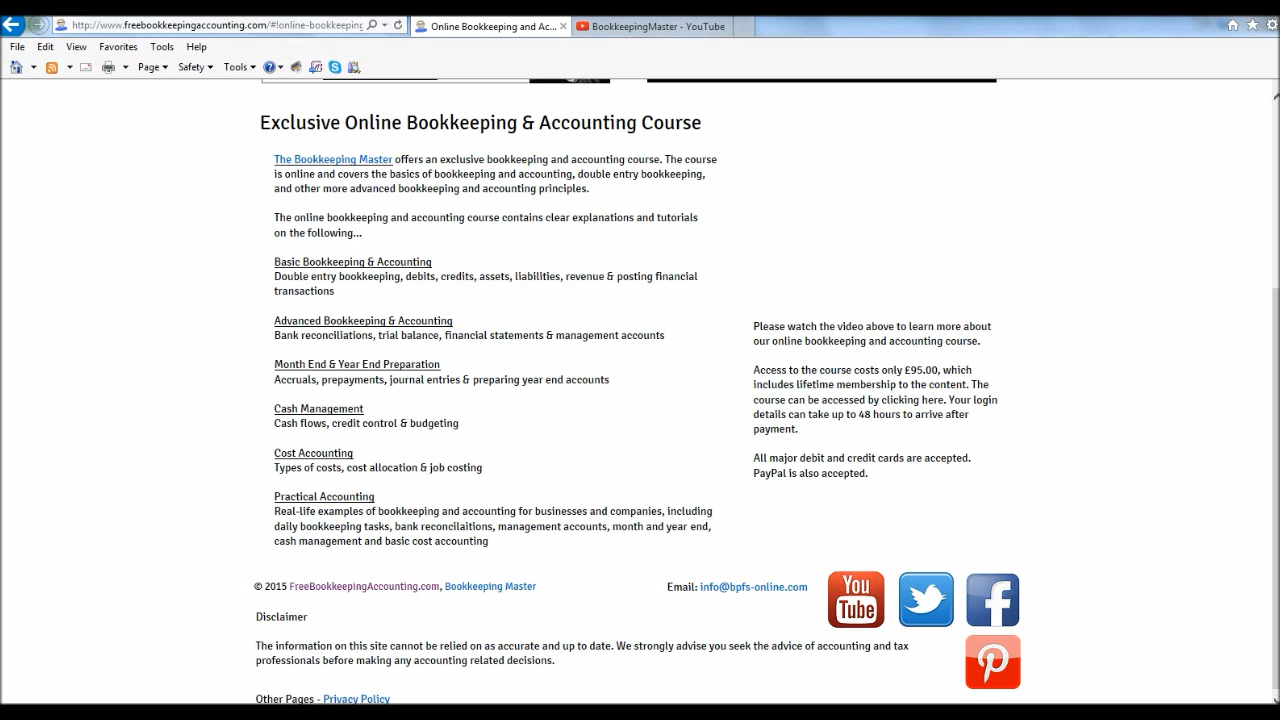 http://www.freebookkeepingaccounting.com/#!online-bookkeeping
Online Bookkeeping and Ac...
BookkeepingMaster - YouTube
File Edit View Favorites Tools Help
Page Safety Tools
Exclusive Online Bookkeeping & Accounting Course
The Bookkeeping Master offers an exclusive bookkeeping and accounting course. The course
is online and covers the basics of bookkeeping and accounting, double entry bookkeeping,
and other more advanced bookkeeping and accounting principles.
The online bookkeeping and accounting course contains clear explanations and tutorials
on the following...
Basic Bookkeeping & Accounting
Double entry bookkeeping, debits, credits, assets, liabilities, revenue & posting financial
transactions
Advanced Bookkeeping & Accounting
Bank reconciliations, trial balance, financial statements & management accounts
Month End & Year End Preparation
Accruals, prepayments, journal entries & preparing year end accounts
Cash Management
Cash flows, credit control & budgeting
Cost Accounting
Types of costs, cost allocation & job costing
Practical Accounting
Real-life examples of bookkeeping and accounting for businesses and companies, including
daily bookkeeping tasks, bank reconcilaitions, management accounts, month and year end,
cash management and basic cost accounting
Please watch the video above to learn more about
our online bookkeeping and accounting course.
Access to the course costs only £95.00, which
includes lifetime membership to the content. The
course can be accessed by clicking here. Your login
details can take up to 48 hours to arrive after
payment.
All major debit and credit cards are accepted.
PayPal is also accepted.
© 2015 FreeBookkeepingAccounting.com, Bookkeeping Master
Email: info@bpfs-online.com
You
Tube
Disclaimer
The information on this site cannot be relied on as accurate and up to date. We strongly advise you seek the advice of accounting and tax
professionals before making any accounting related decisions.
Other Pages - Privacy Policy